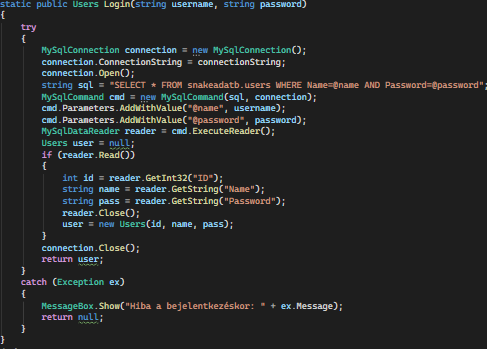 static public Users Login(string username, string password)
{
    try
    {
        MySqlConnection connection = new MySqlConnection();
        connection.ConnectionString = connectionString;
        connection.Open();
        string sql = "SELECT * FROM snakeadatb.users WHERE Name=@name AND Password=@password";
        MySqlCommand cmd = new MySqlCommand(sql, connection);
        cmd.Parameters.AddWithValue("@name", username);
        cmd.Parameters.AddWithValue("@password", password);
        MySqlDataReader reader = cmd.ExecuteReader();
        Users user = null;
        if (reader.Read())
        {
            int id = reader.GetInt32("ID");
            string name = reader.GetString("Name");
            string pass = reader.GetString("Password");
            reader.Close();
            user = new Users(id, name, pass);
        }
        connection.Close();
        return user;
    }
    catch (Exception ex)
    {
        MessageBox.Show("Hiba a bejelentkezéskor: " + ex.Message);
        return null;
    }
}